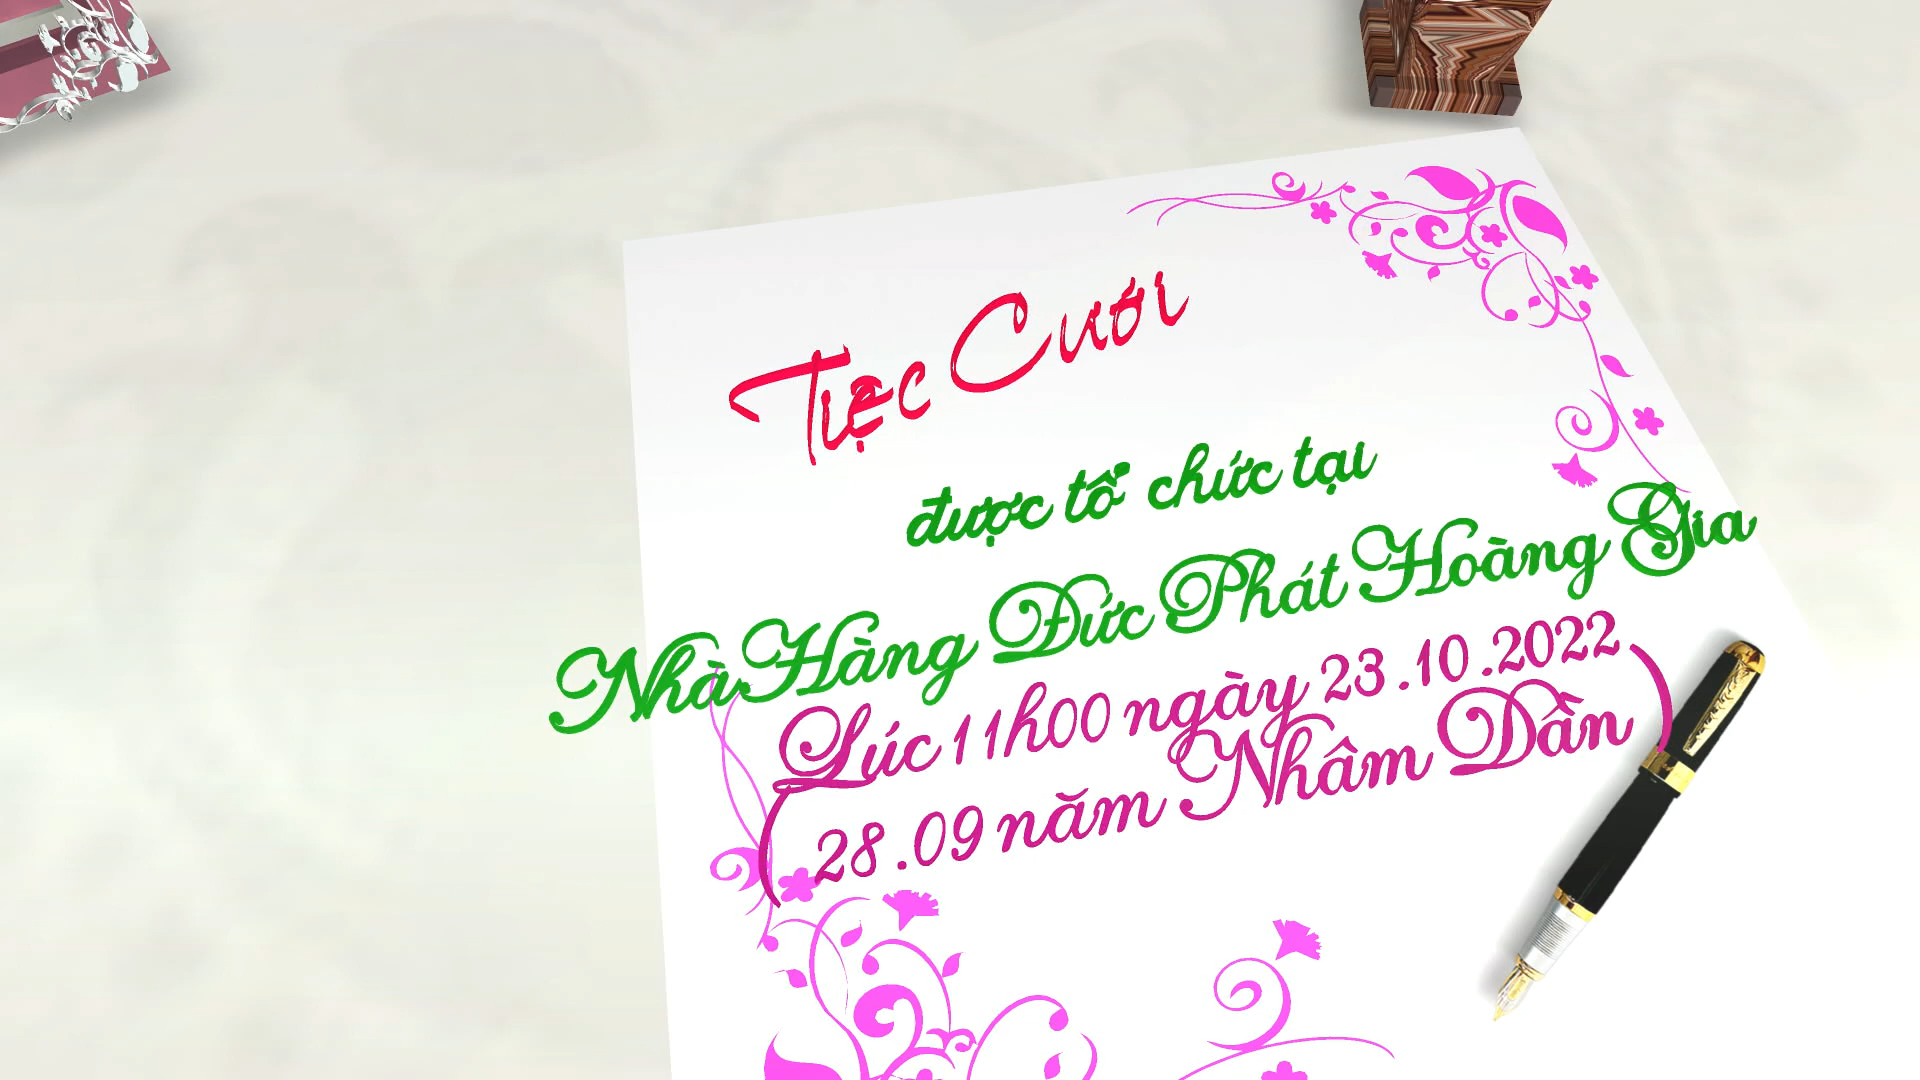 Tiệc Cưới
được tổ chức tại
Nhà Hàng Đức Phát Hoàng Gia
Lúc 11h00 ngày 23.10.2022
(28.09 năm Nhâm Dần)